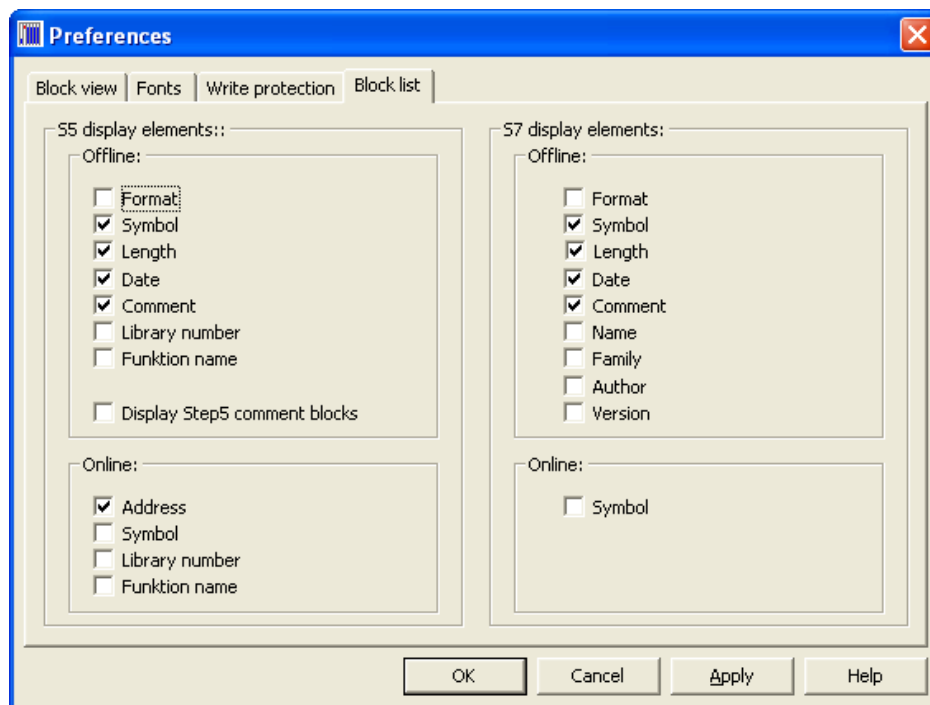 Preferences
Block view
Fonts
Write protection
Block list
S5 display elements::
Offline:
Format
Symbol
Length
Date
Comment
Library number
Funktion name
Display Step5 comment blocks
Online:
Address
Symbol
Library number
Funktion name
S7 display elements:
Offline:
Format
Symbol
Length
Date
Comment
Name
Family
Author
Version
Online:
Symbol
OK
Cancel
Apply
Help